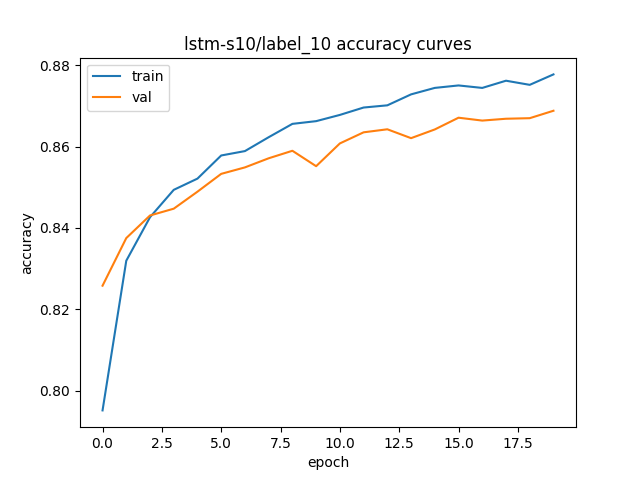 lstm-s10/label_10 accuracy curves
train
val
0.88
0.86
0.84
0.82
0.80
accuracy
0.0 2.5 5.0 7.5 10.0 12.5 15.0 17.5
epoch